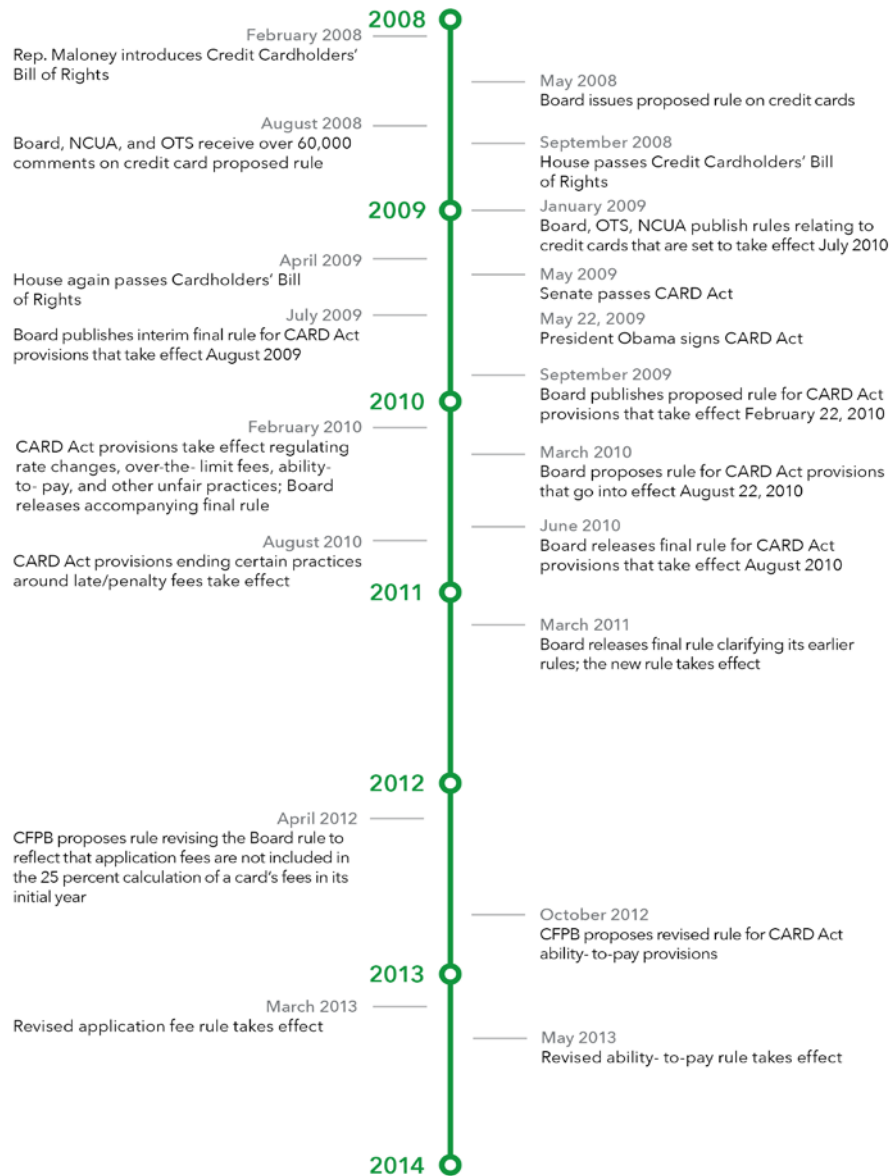 2008
February 2008
Rep. Maloney introduces Credit Cardholders'
Bill of Rights
May 2008
Board issues proposed rule on credit cards
August 2008
Board, NCUA, and OTS receive over 60,000
comments on credit card proposed rule
September 2008
House passes Credit Cardholders' Bill
of Rights
2009
January 2009
Board, OTS, NCUA publish rules relating to
credit cards that are set to take effect July 2010
April 2009
House again passes Cardholders' Bill
of Rights
May 2009
Senate passes CARD Act
July 2009
Board publishes interim final rule for CARD Act
provisions that take effect August 2009
May 22, 2009
President Obama signs CARD Act
September 2009
Board publishes proposed rule for CARD Act
provisions that take effect February 22, 2010
2010
February 2010
CARD Act provisions take effect regulating
rate changes, over-the- limit fees, ability-
to- pay, and other unfair practices; Board
releases accompanying final rule
March 2010
Board proposes rule for CARD Act provisions
that go into effect August 22, 2010
June 2010
Board releases final rule for CARD Act
provisions that take effect August 2010
August 2010
CARD Act provisions ending certain practices
around late/penalty fees take effect
2011
March 2011
Board releases final rule clarifying its earlier
rules; the new rule takes effect
2012
April 2012
CFPB proposes rule revising the Board rule to
reflect that application fees are not included in
the 25 percent calculation of a card's fees in its
initial year
October 2012
CFPB proposes revised rule for CARD Act
ability- to-pay provisions
2013
March 2013
Revised application fee rule takes effect
May 2013
Revised ability- to-pay rule takes effect
2014